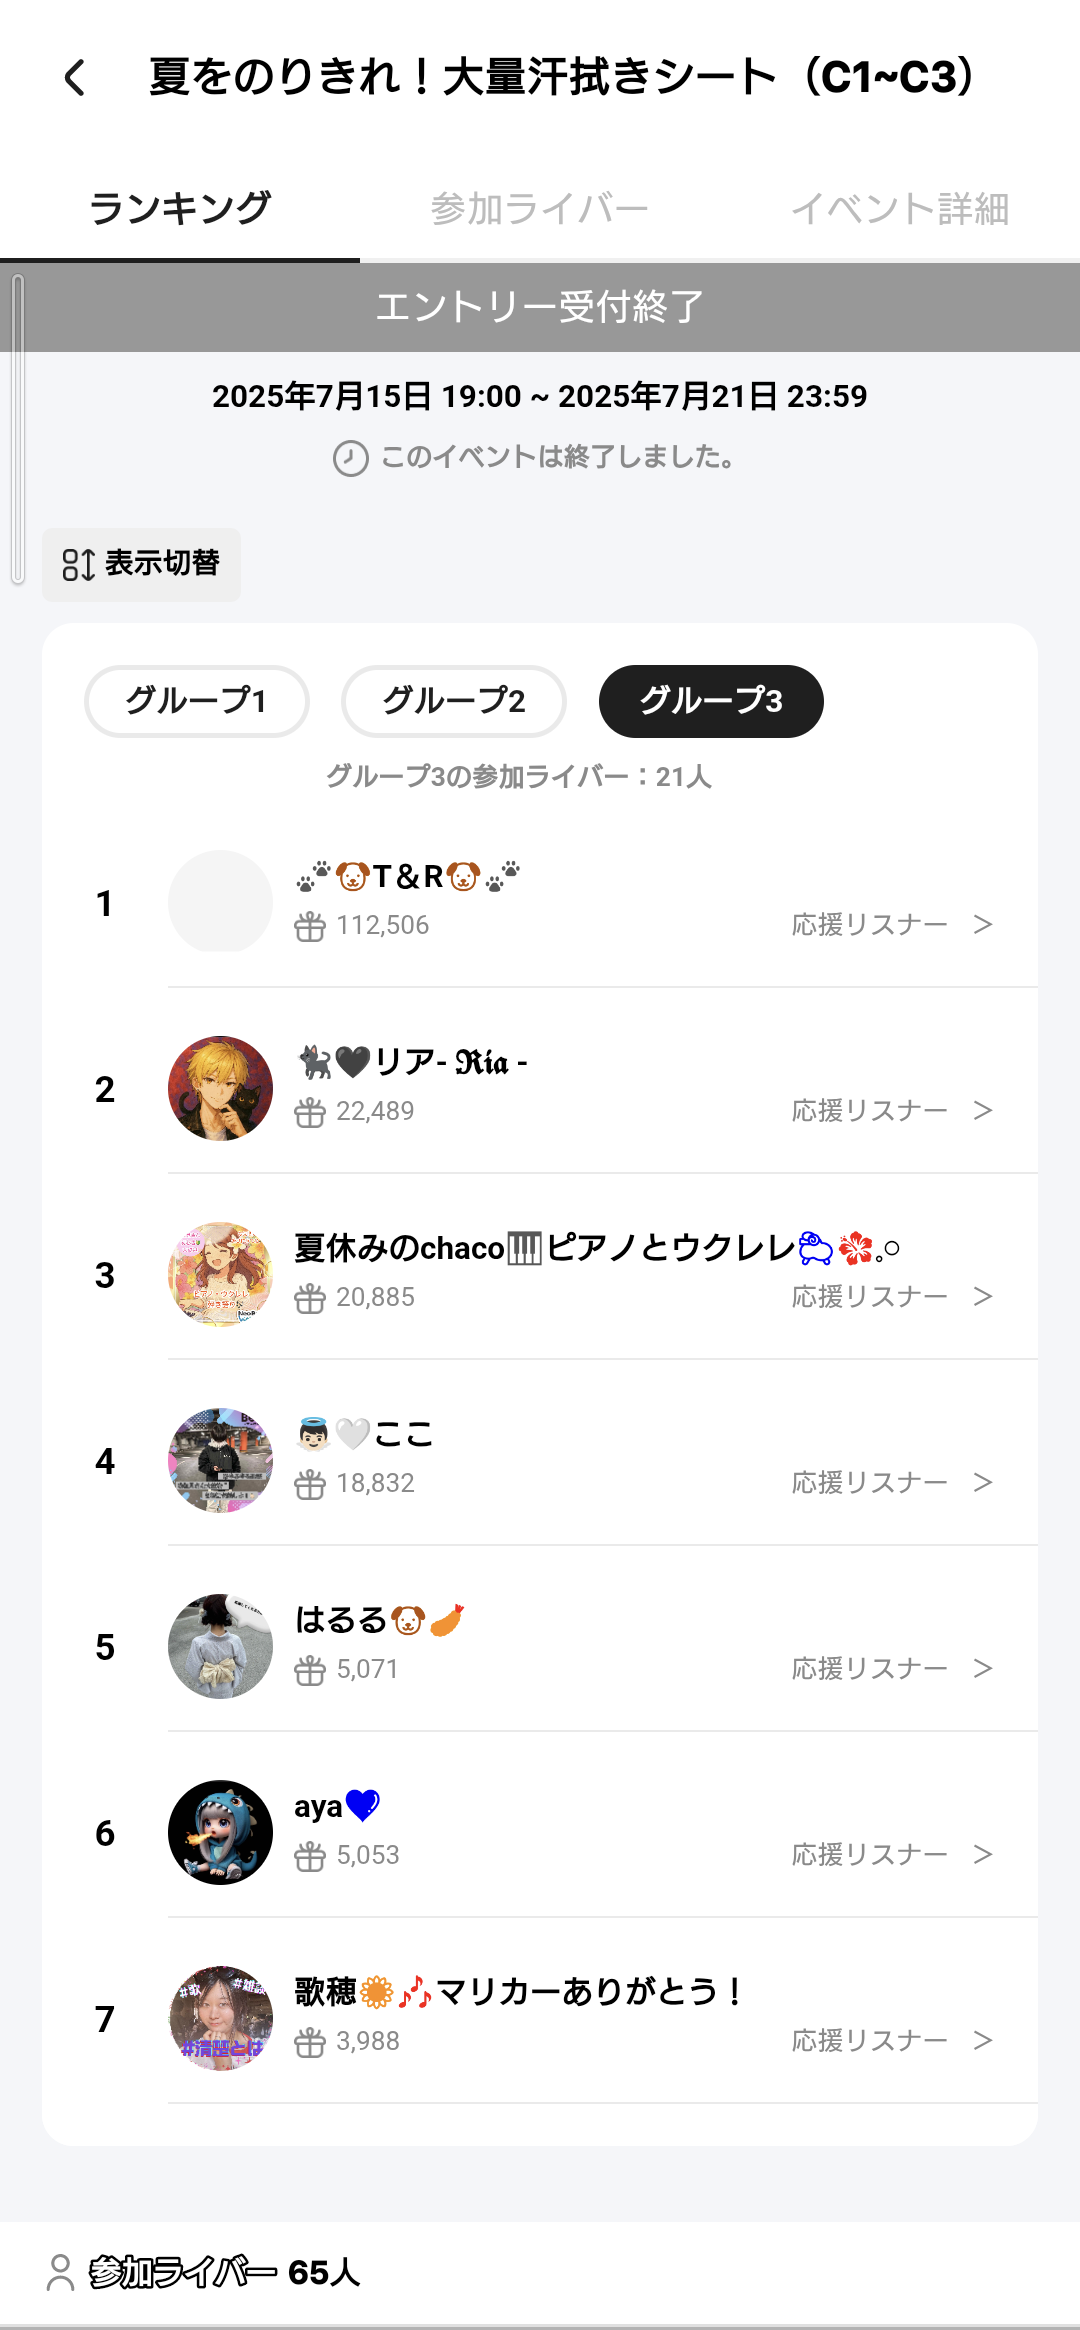 夏をのりきれ！大量汗拭きシート（C1~C3）
ランキング 参加ライバー イベント詳細
エントリー受付終了
2025年7月15日 19:00 ~ 2025年7月21日 23:59
このイベントは終了しました。
表示切替
グループ1 グループ2 グループ3
グループ3の参加ライバー：21人
1
🐾🐶T＆R🐶🐾
112,506 応援リスナー >
2
🐈‍⬛🖤リア- 𝕽𝖎𝖆 -
22,489 応援リスナー >
3
夏休みのchaco🎹ピアノとウクレレ🐑🌺𓈒𓏸
20,885 応援リスナー >
4
👼🏻🤍ここ
18,832 応援リスナー >
5
はるる🐶🍤
5,071 応援リスナー >
6
aya💙
5,053 応援リスナー >
7
#歌 #雑談
#清楚とは
歌穂🌼🎶マリカーありがとう！
3,988 応援リスナー >
参加ライバー 65人